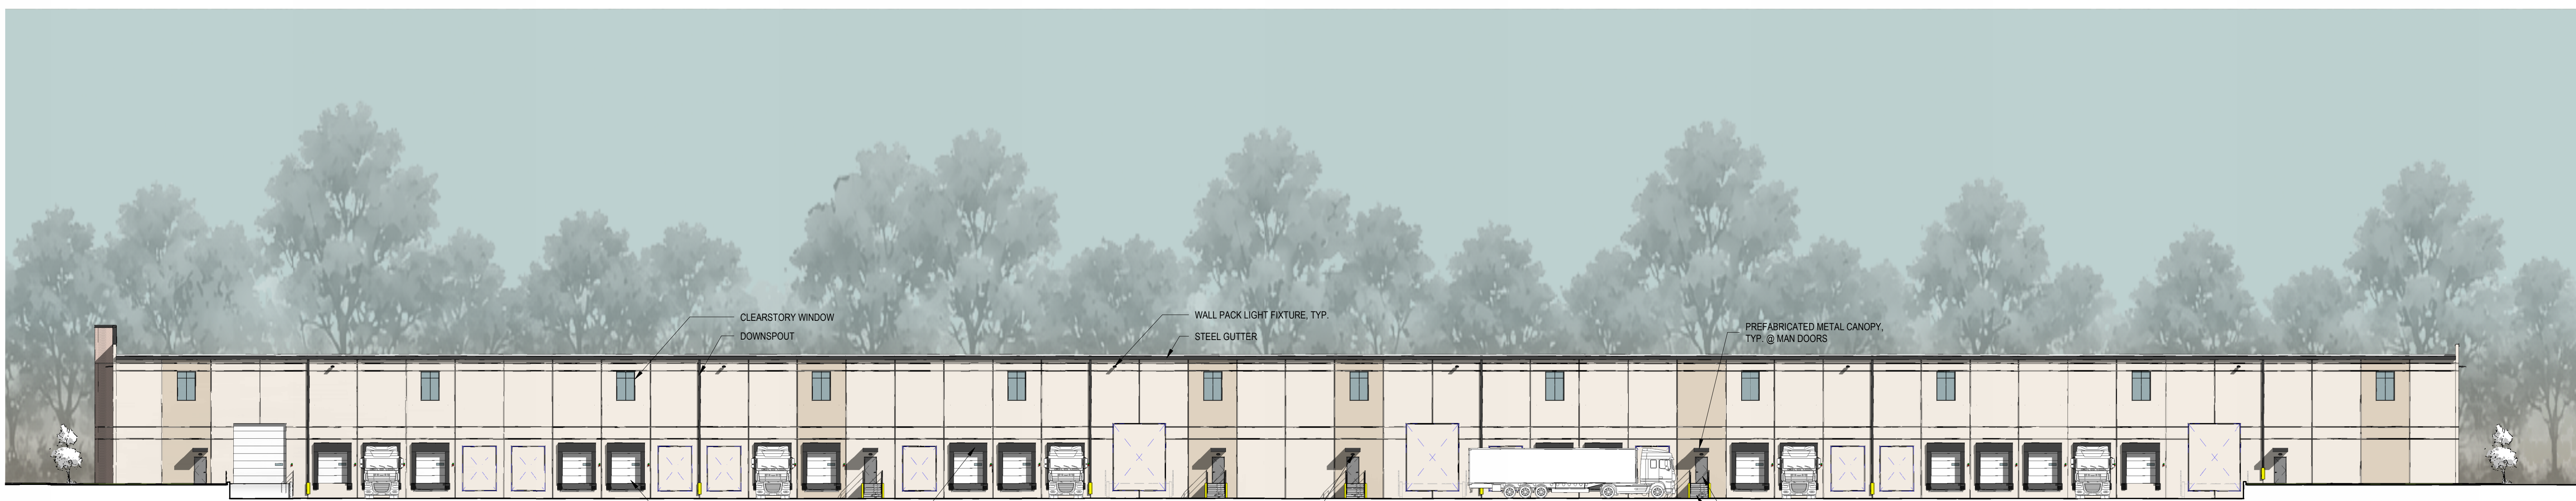 CLEARSTORY WINDOW
DOWNSPOUT
WALL PACK LIGHT FIXTURE, TYP.
STEEL GUTTER
PREFABRICATED METAL CANOPY,
TYP. @ MAN DOORS